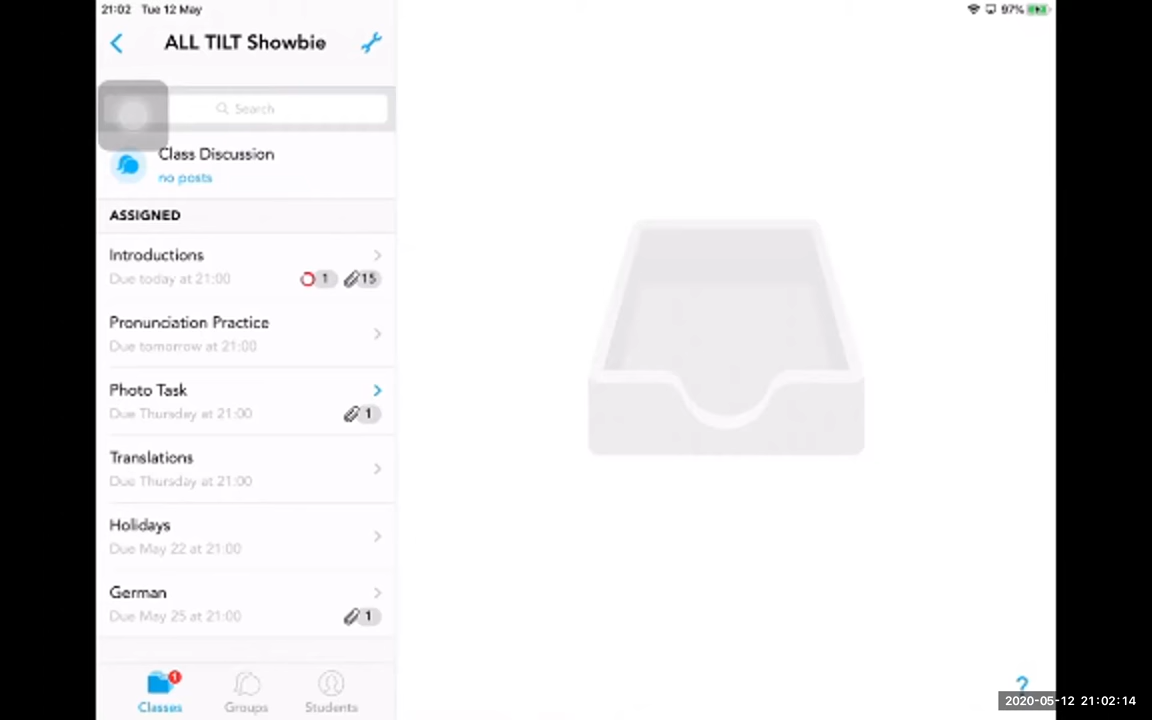 21:02 Tue 12 May 97%
ALL TILT Showbie
Search
Class Discussion
no posts
ASSIGNED
Introductions
Due today at 21:00 1 15
Pronunciation Practice
Due tomorrow at 21:00
Photo Task
Due Thursday at 21:00 1
Translations
Due Thursday at 21:00
Holidays
Due May 22 at 21:00
German
Due May 25 at 21:00 1
1
Classes Groups Students
?
2020-05-12 21:02:14